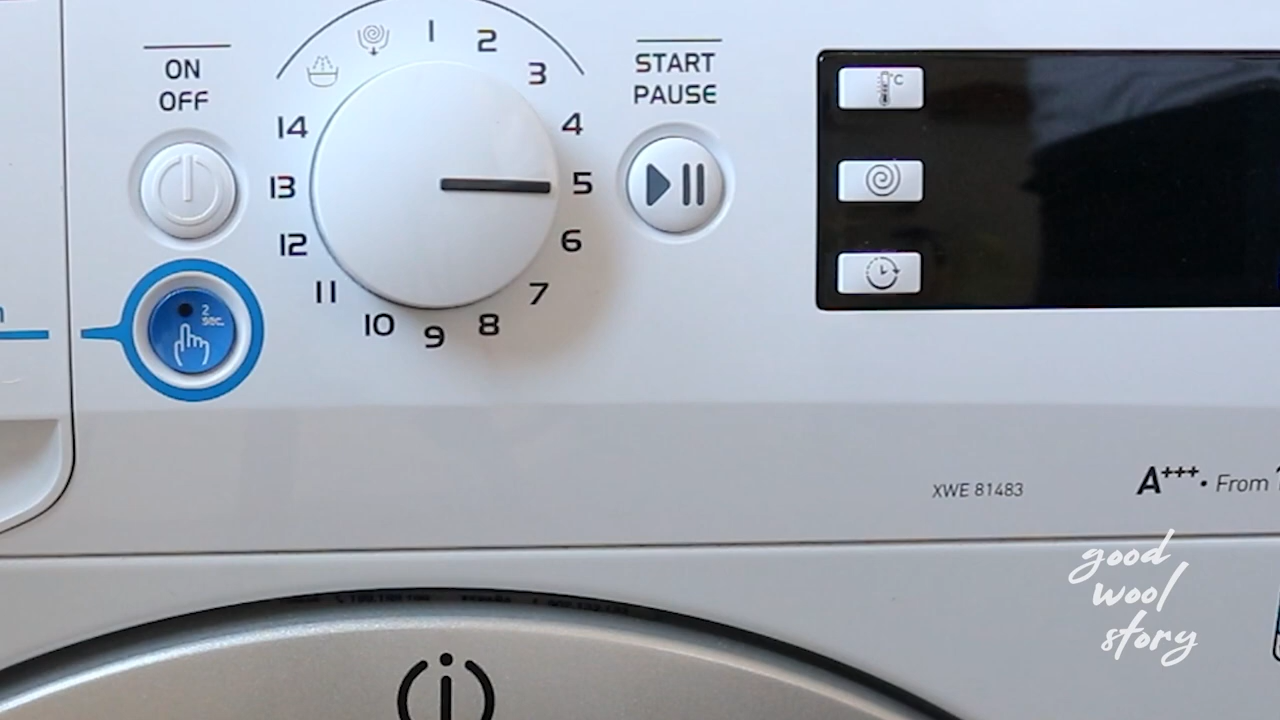 ON
OFF
1
2
3
4
5
6
7
8
9
10
11
12
13
14
START
PAUSE
°C
2
sec.
XWE 81483
A+++• From
good
wool
story